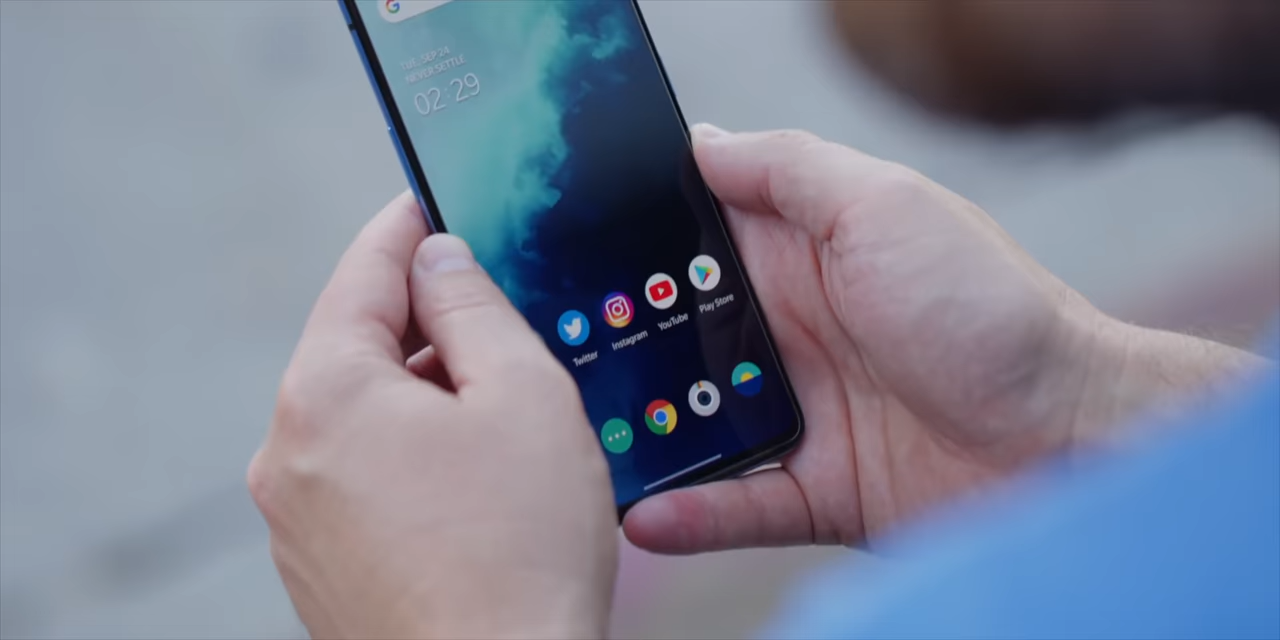 TUE, SEP 24
NEVER SETTLE
02:29
Twitter
Instagram
YouTube
Play Store